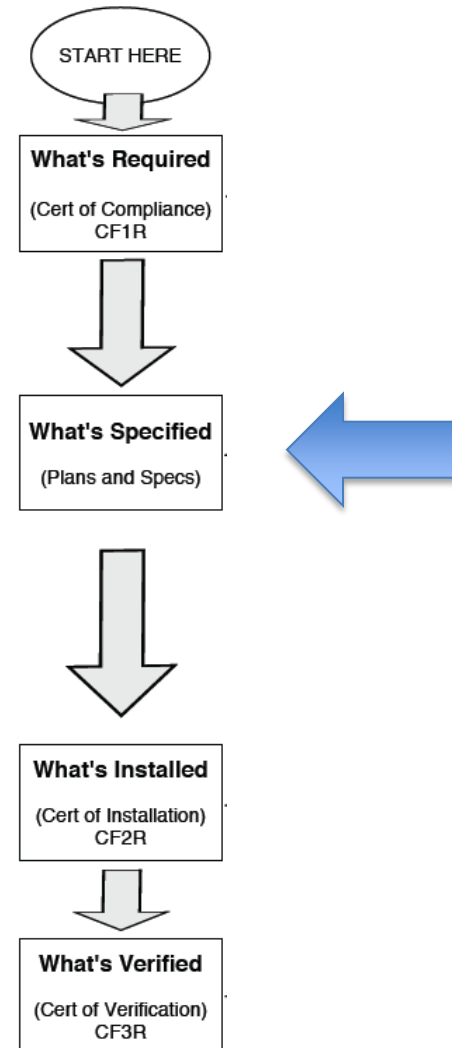 START HERE
What's Required
(Cert of Compliance)
CF1R
What's Specified
(Plans and Specs)
What's Installed
(Cert of Installation)
CF2R
What's Verified
(Cert of Verification)
CF3R